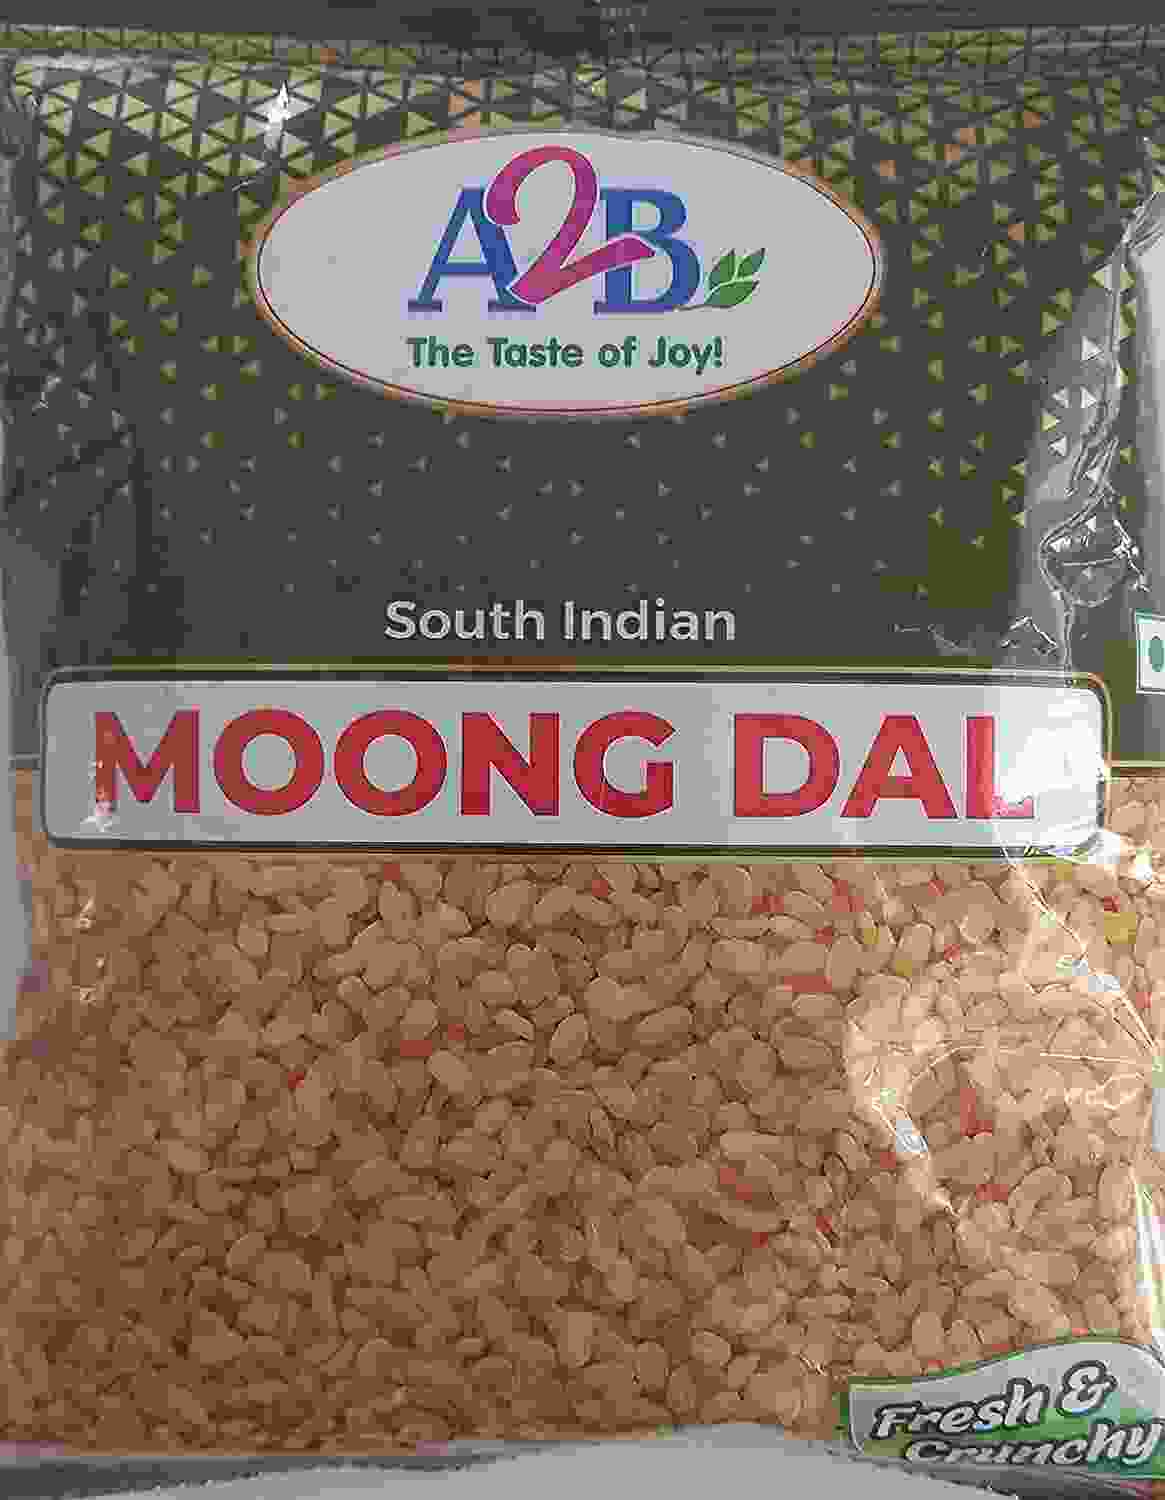 A2B
The Taste of Joy!
South Indian
MOONG DAL
Fresh &
Crunchy